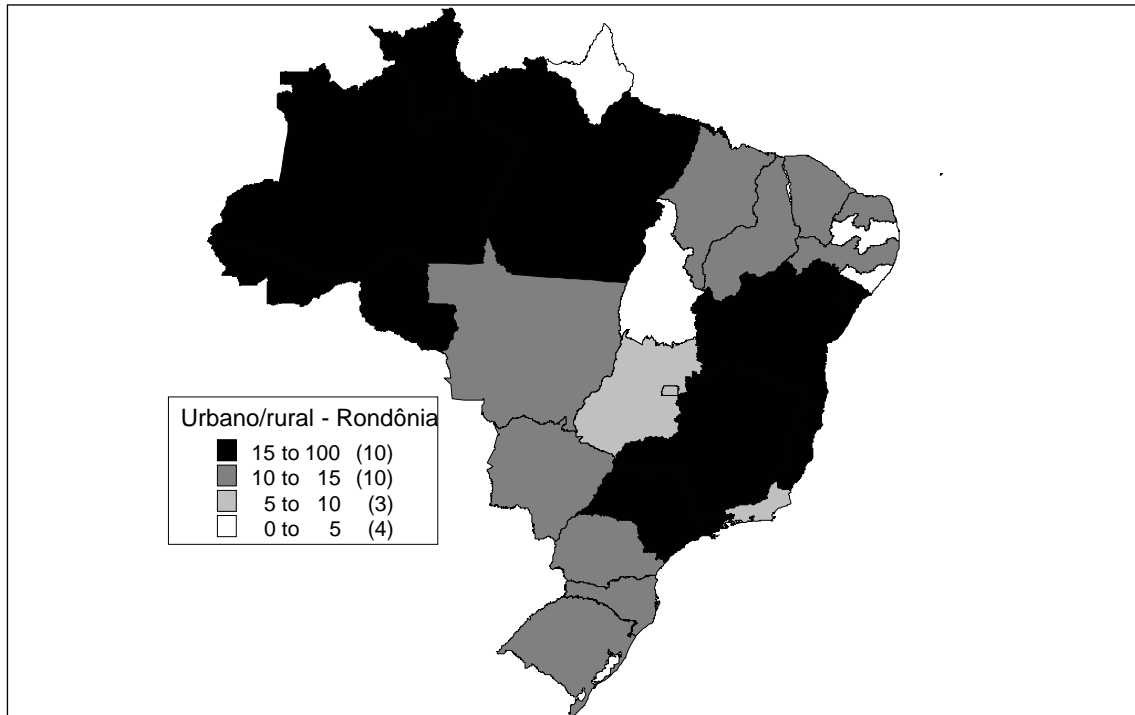 Urbano/rural - Rondônia
15 to 100 (10)
10 to 15 (10)
5 to 10 (3)
0 to 5 (4)